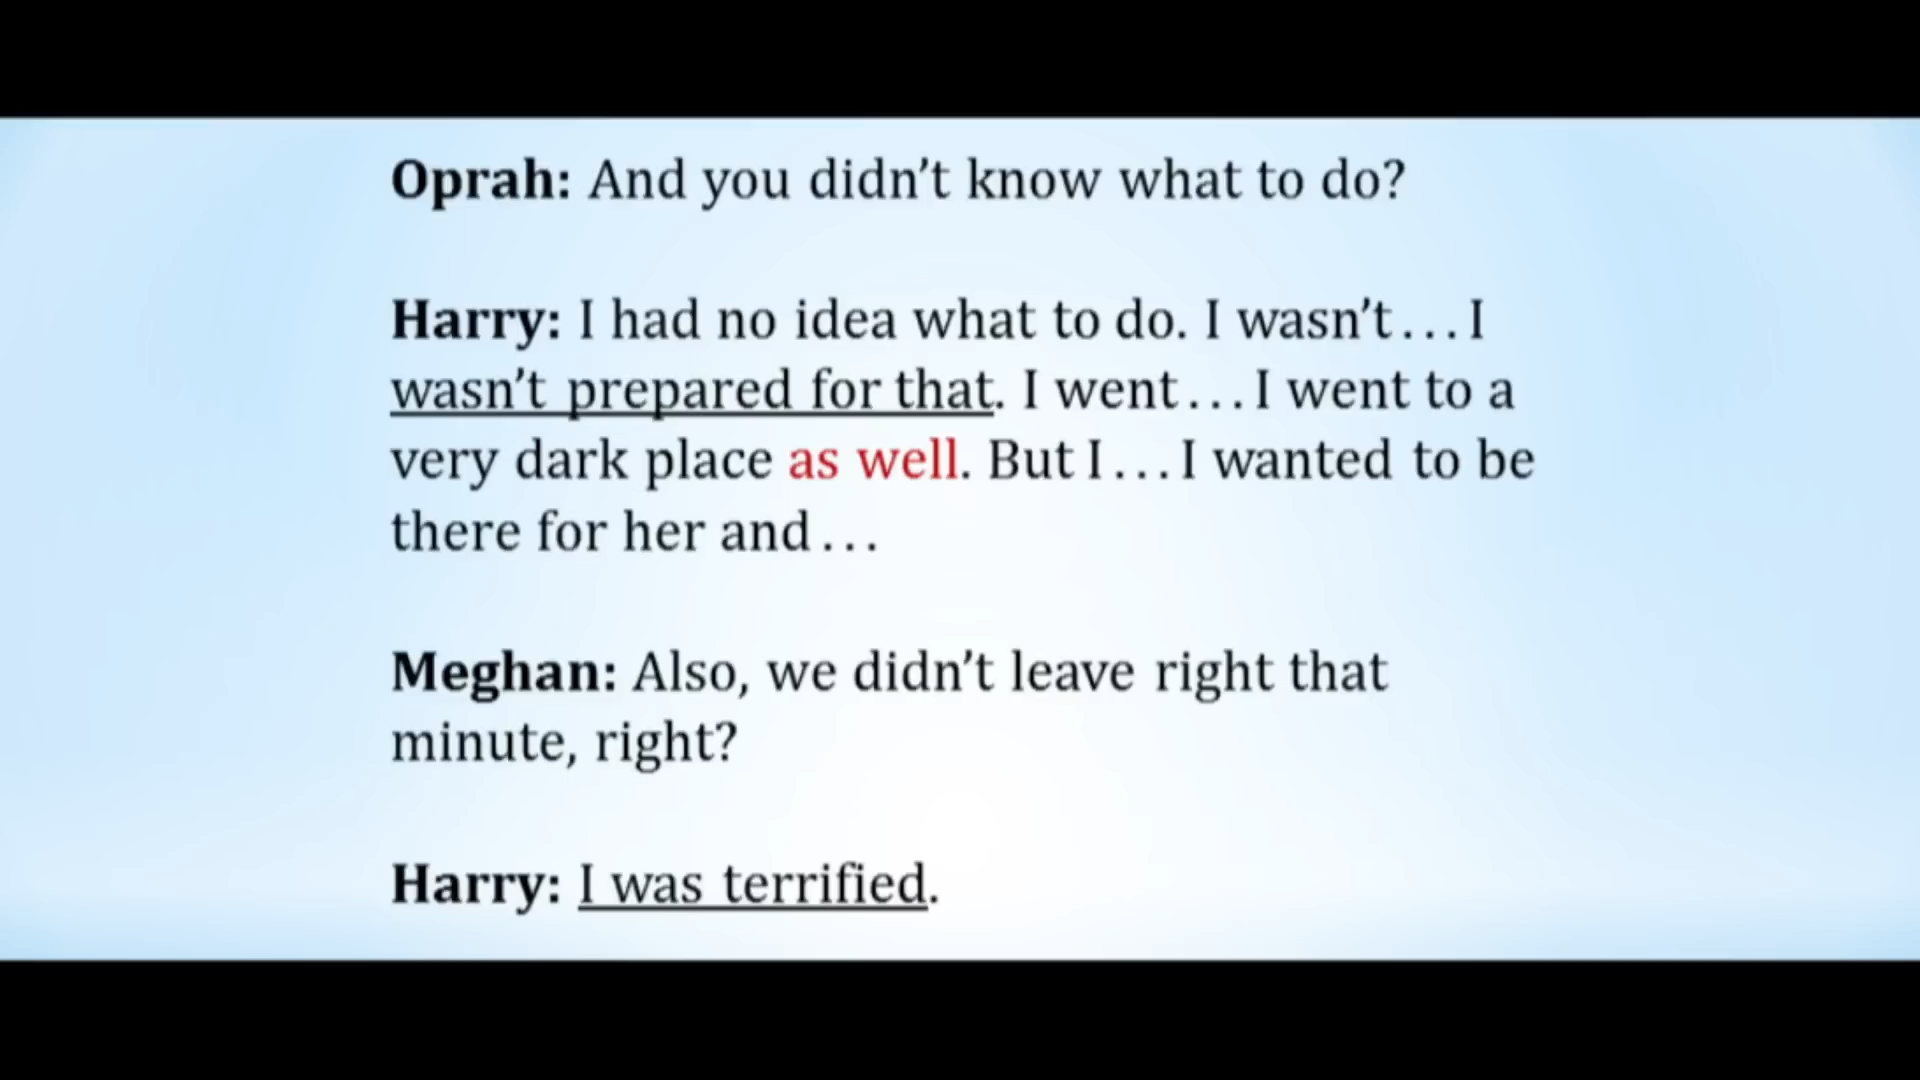 Oprah: And you didn’t know what to do?
Harry: I had no idea what to do. I wasn’t...I
wasn’t prepared for that. I went...I went to a
very dark place as well. But I...I wanted to be
there for her and...
Meghan: Also, we didn’t leave right that
minute, right?
Harry: I was terrified.